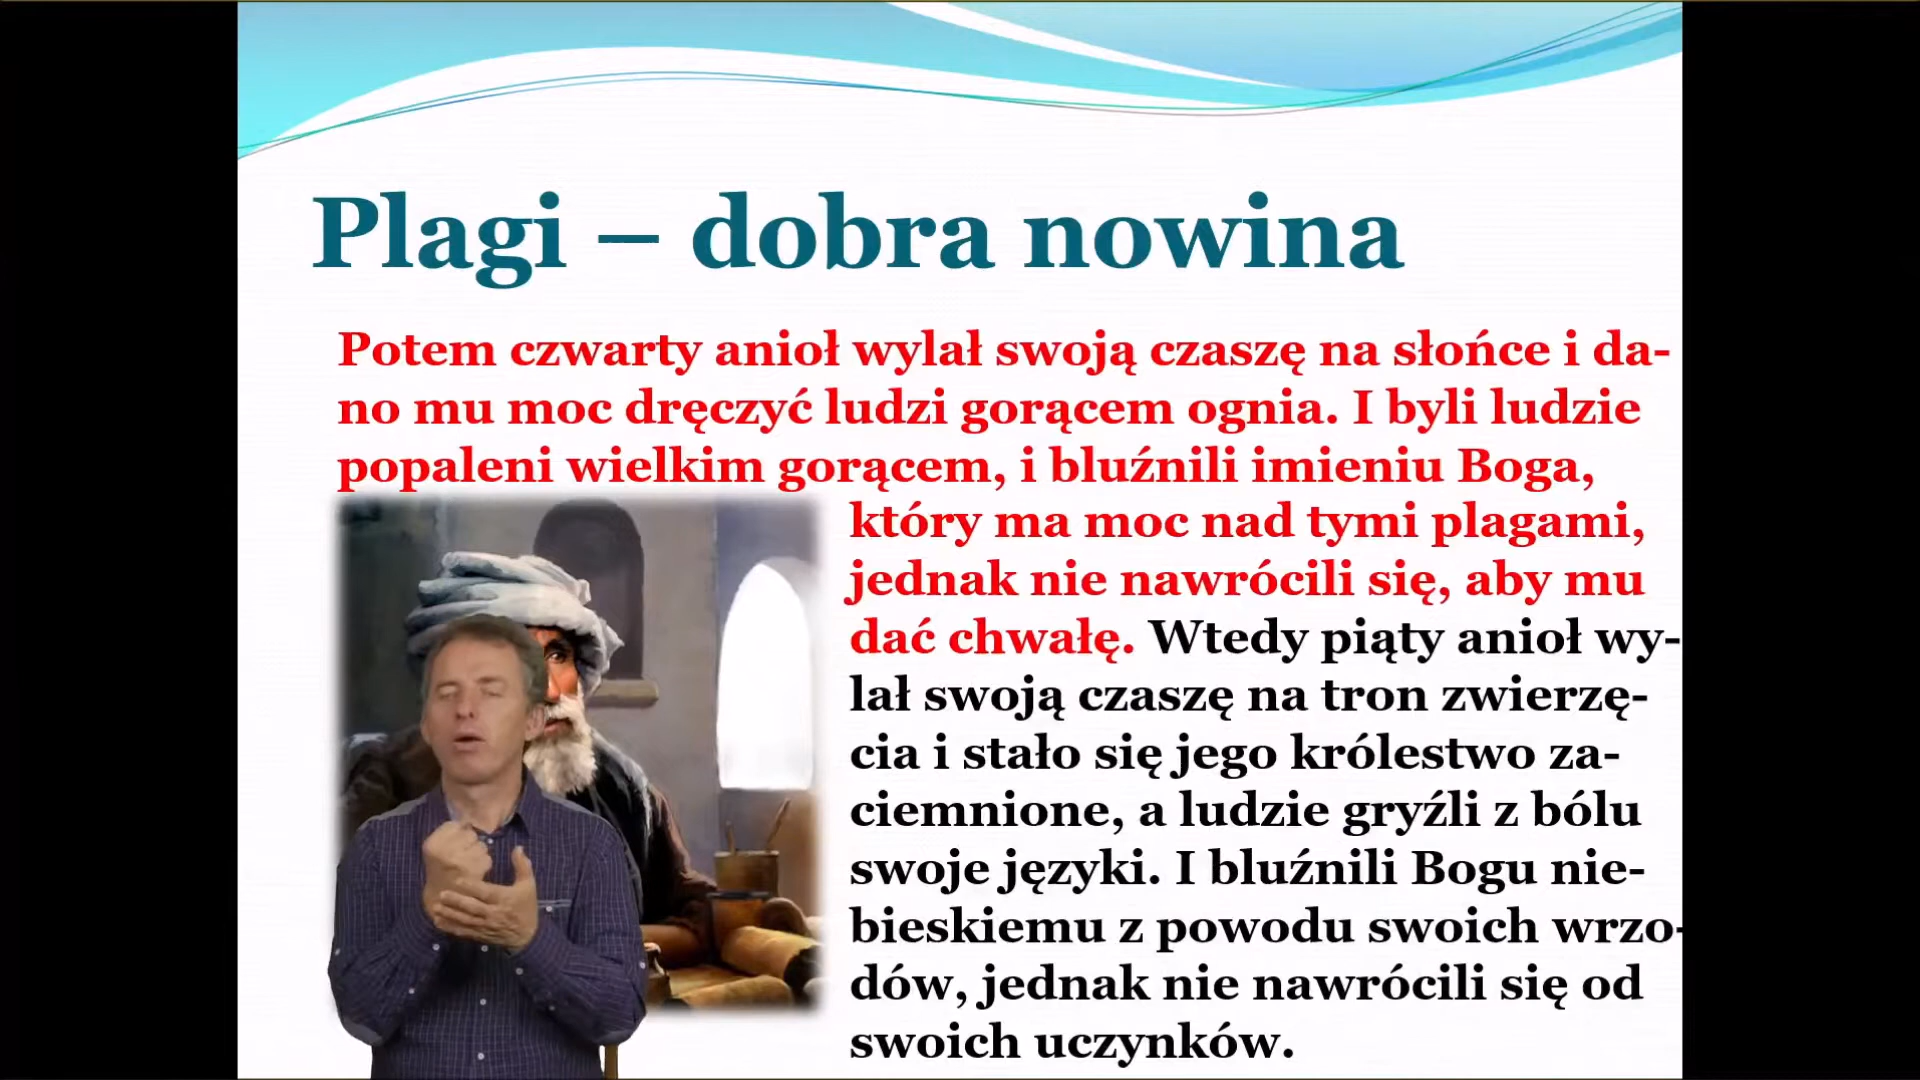 Plagi – dobra nowina
Potem czwarty anioł wylał swoją czaszę na słońce i da-
no mu moc dręczyć ludzi gorącem ognia. I byli ludzie
popaleni wielkim gorącem, i bluźnili imieniu Boga,
który ma moc nad tymi plagami,
jednak nie nawrócili się, aby mu
dać chwałę. Wtedy piąty anioł wy-
lał swoją czaszę na tron zwierzę-
cia i stało się jego królestwo za-
ciemnione, a ludzie gryźli z bólu
swoje języki. I bluźnili Bogu nie-
bieskiemu z powodu swoich wrzo-
dów, jednak nie nawrócili się od
swoich uczynków.